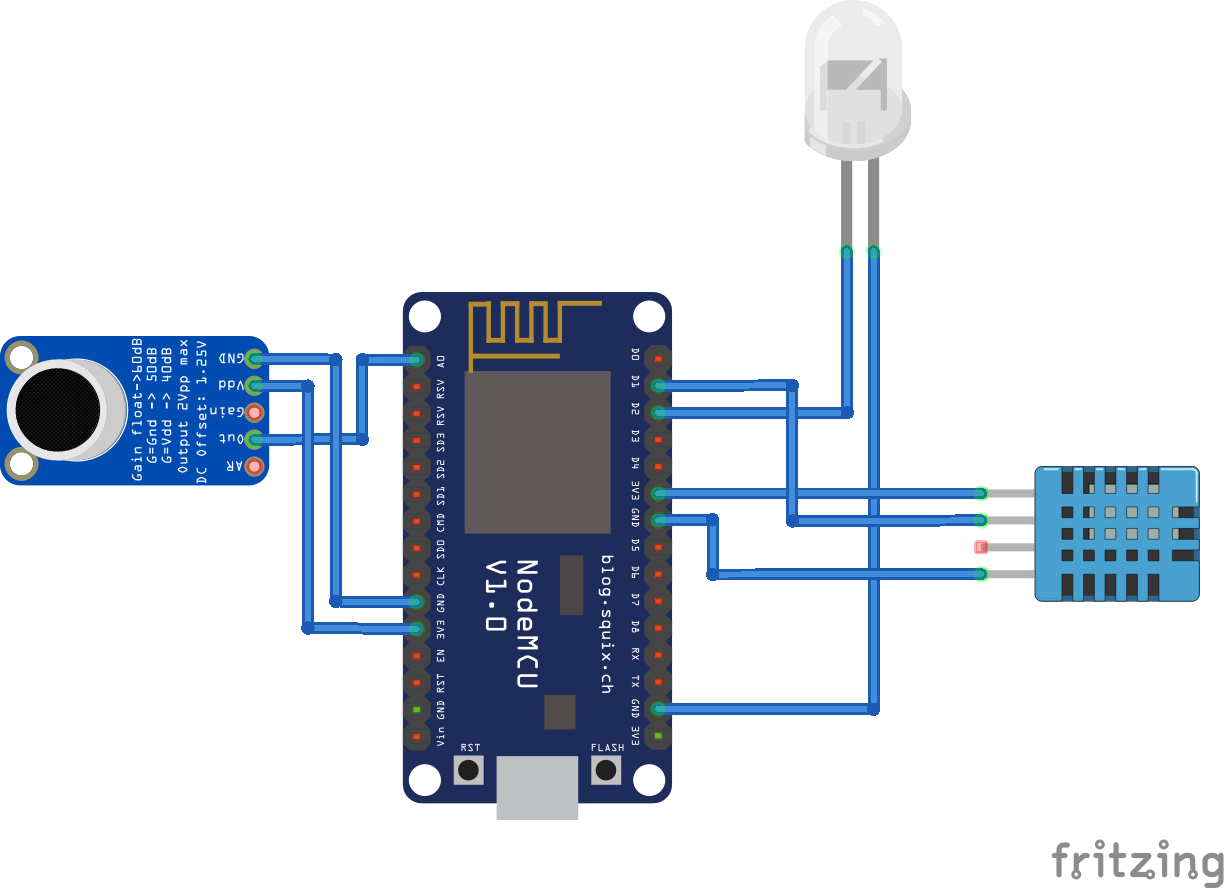 GND
Vdd
Gain
Out
AR
Gain float->60dB
G=Gnd -> 50dB
G=Vdd -> 40dB
Output 2Vpp max
DC Offset: 1.25V
A0
RSV
RSV
SD3
SD2
SD1
CMD
SD0
CLK
GND
3V3
EN
RST
GND
Vin
D0
D1
D2
D3
D4
3V3
GND
D5
D6
D7
D8
RX
TX
GND
3V3
NodeMCU
V1.0
blog.squix.ch
RST
FLASH
fritzing